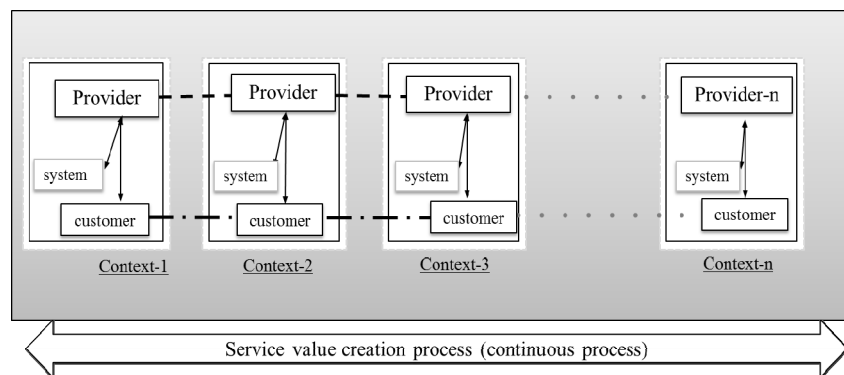 Provider
Provider
Provider
Provider-n
system
system
system
system
customer
customer
customer
customer
Context-1
Context-2
Context-3
Context-n
Service value creation process (continuous process)